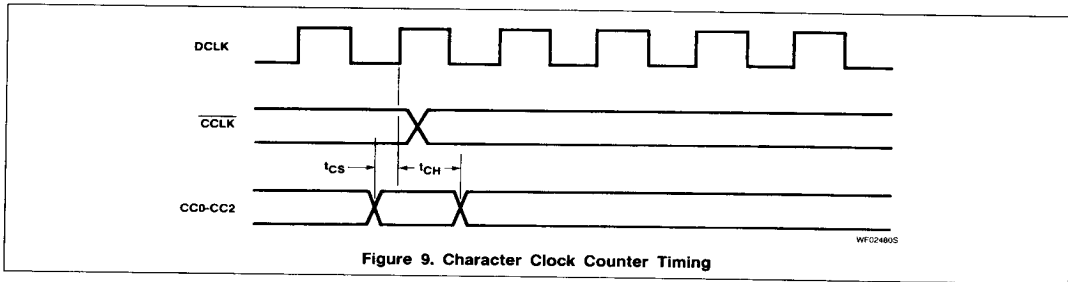 DCLK
CCLK
tCS
tCH
CC0-CC2
WF02480S
Figure 9. Character Clock Counter Timing